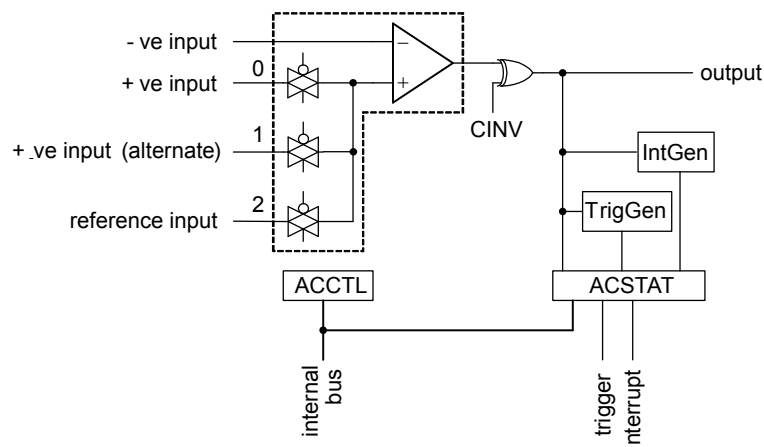 - ve input
−
0
+ ve input
+
output
CINV
1
+ ve input (alternate)
IntGen
2
reference input
TrigGen
ACCTL
ACSTAT
internal
bus
trigger
nterrupt